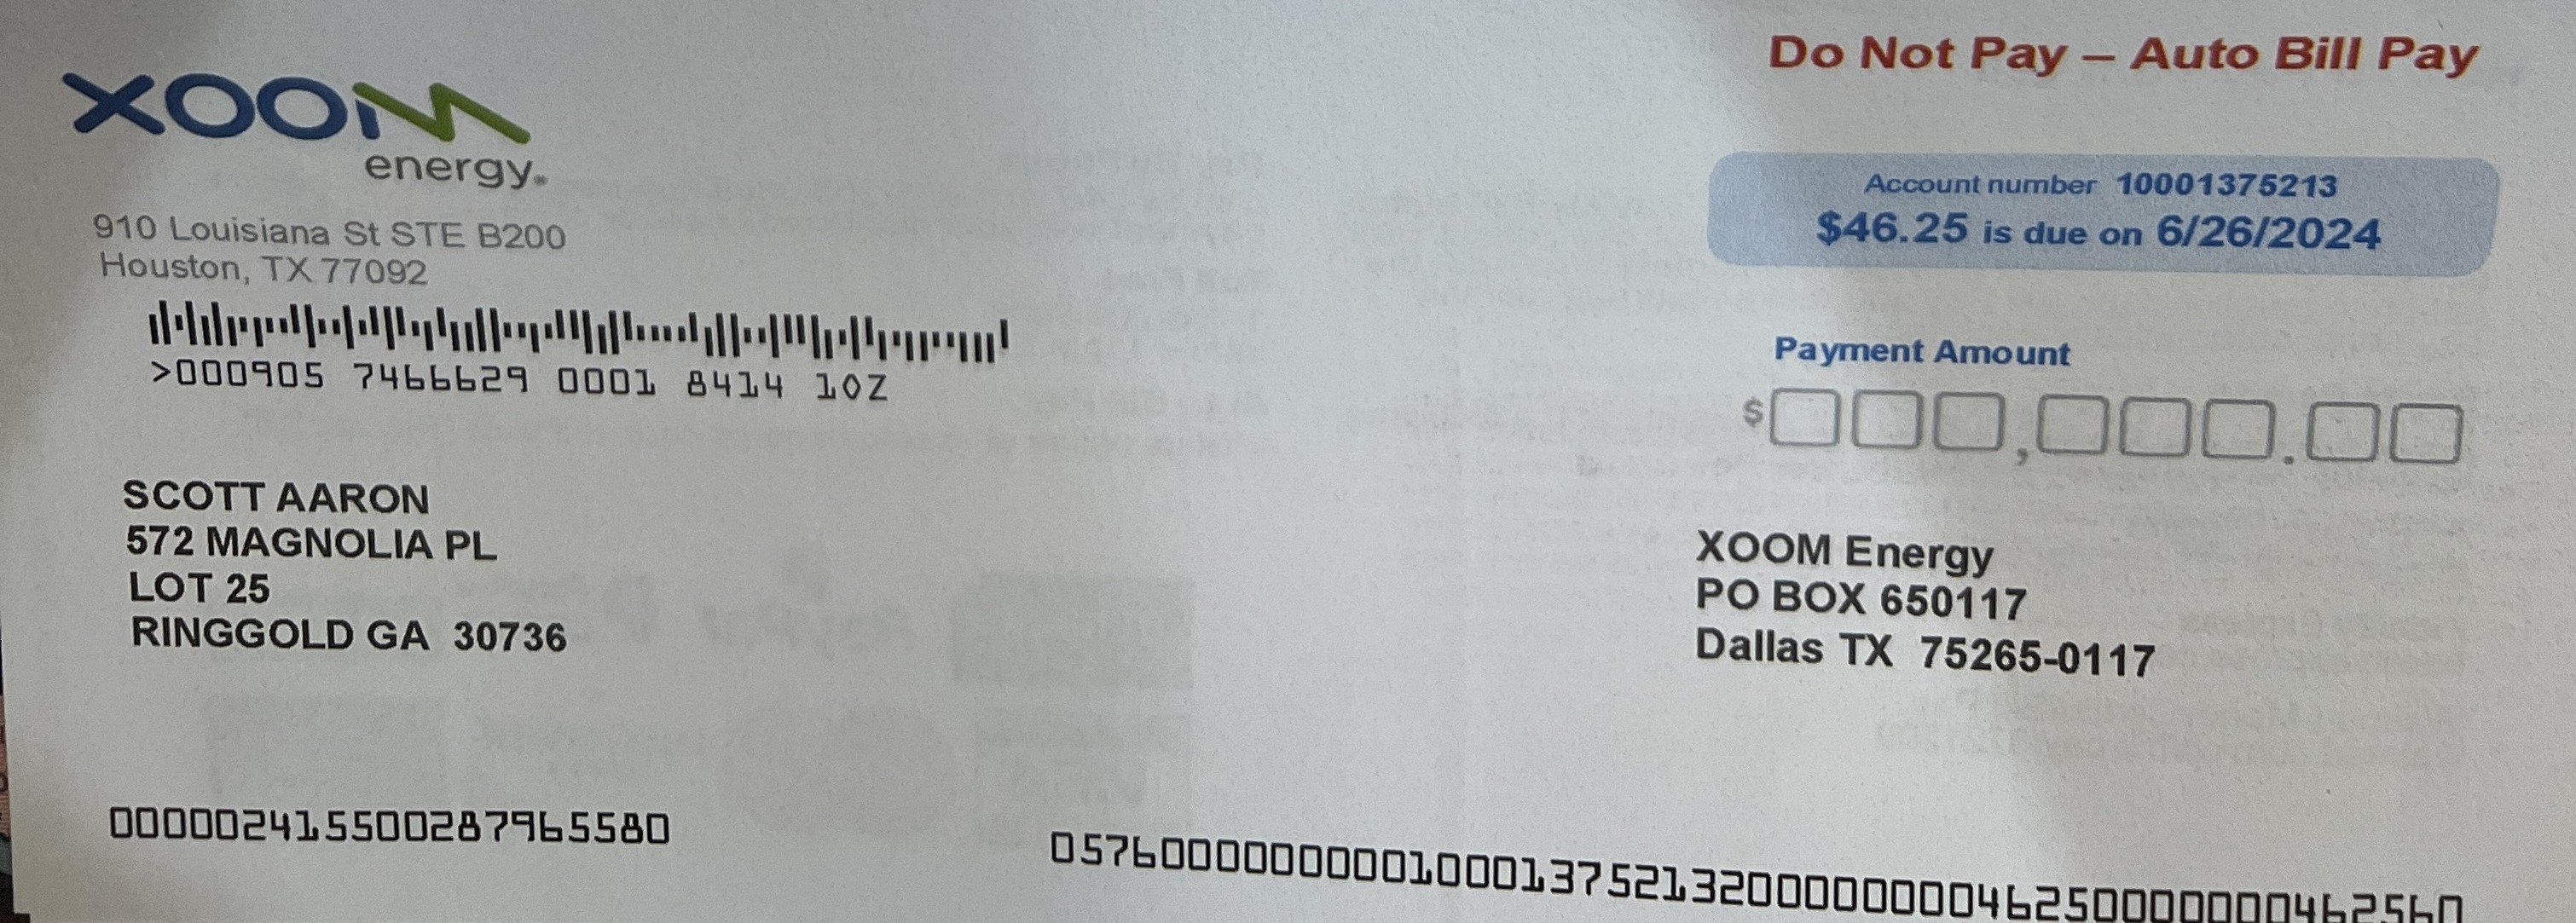 XOOM
energy®
910 Louisiana St STE B200
Houston, TX 77092
>000905 7466629 0001 8414 10Z
SCOTT AARON
572 MAGNOLIA PL
LOT 25
RINGGOLD GA 30736
000002415500287965580
Do Not Pay – Auto Bill Pay
Account number 10001375213
$46.25 is due on 6/26/2024
Payment Amount
$ , .
XOOM Energy
PO BOX 650117
Dallas TX 75265-0117